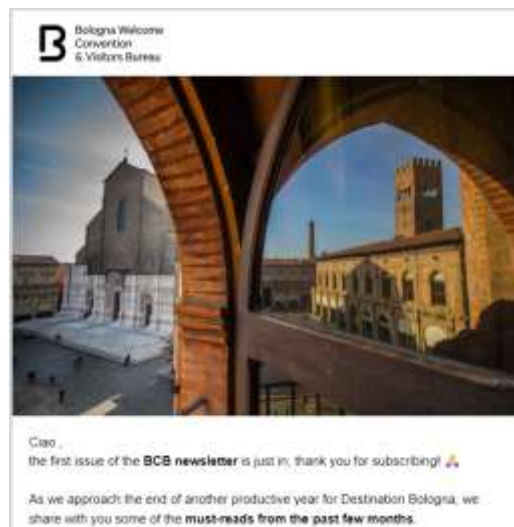 Bologna Welcome
Convention
& Visitors Bureau
Ciao ,
the first issue of the BCB newsletter is just in; thank you for subscribing! 🙏
As we approach the end of another productive year for Destination Bologna, we
share with you some of the must-reads from the past few months.